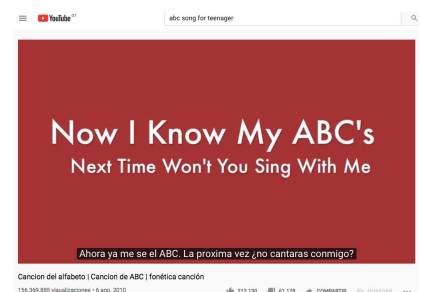 YouTube GT
abc song for teenager
Now I Know My ABC's
Next Time Won't You Sing With Me
Ahora ya me se el ABC. La proxima vez ¿no cantaras conmigo?
Cancion del alfabeto | Cancion de ABC | fonética canción
156,369,885 visualizaciones • 6 ago. 2010 212,130 61,178 COMPARTIR GUARDAR ...